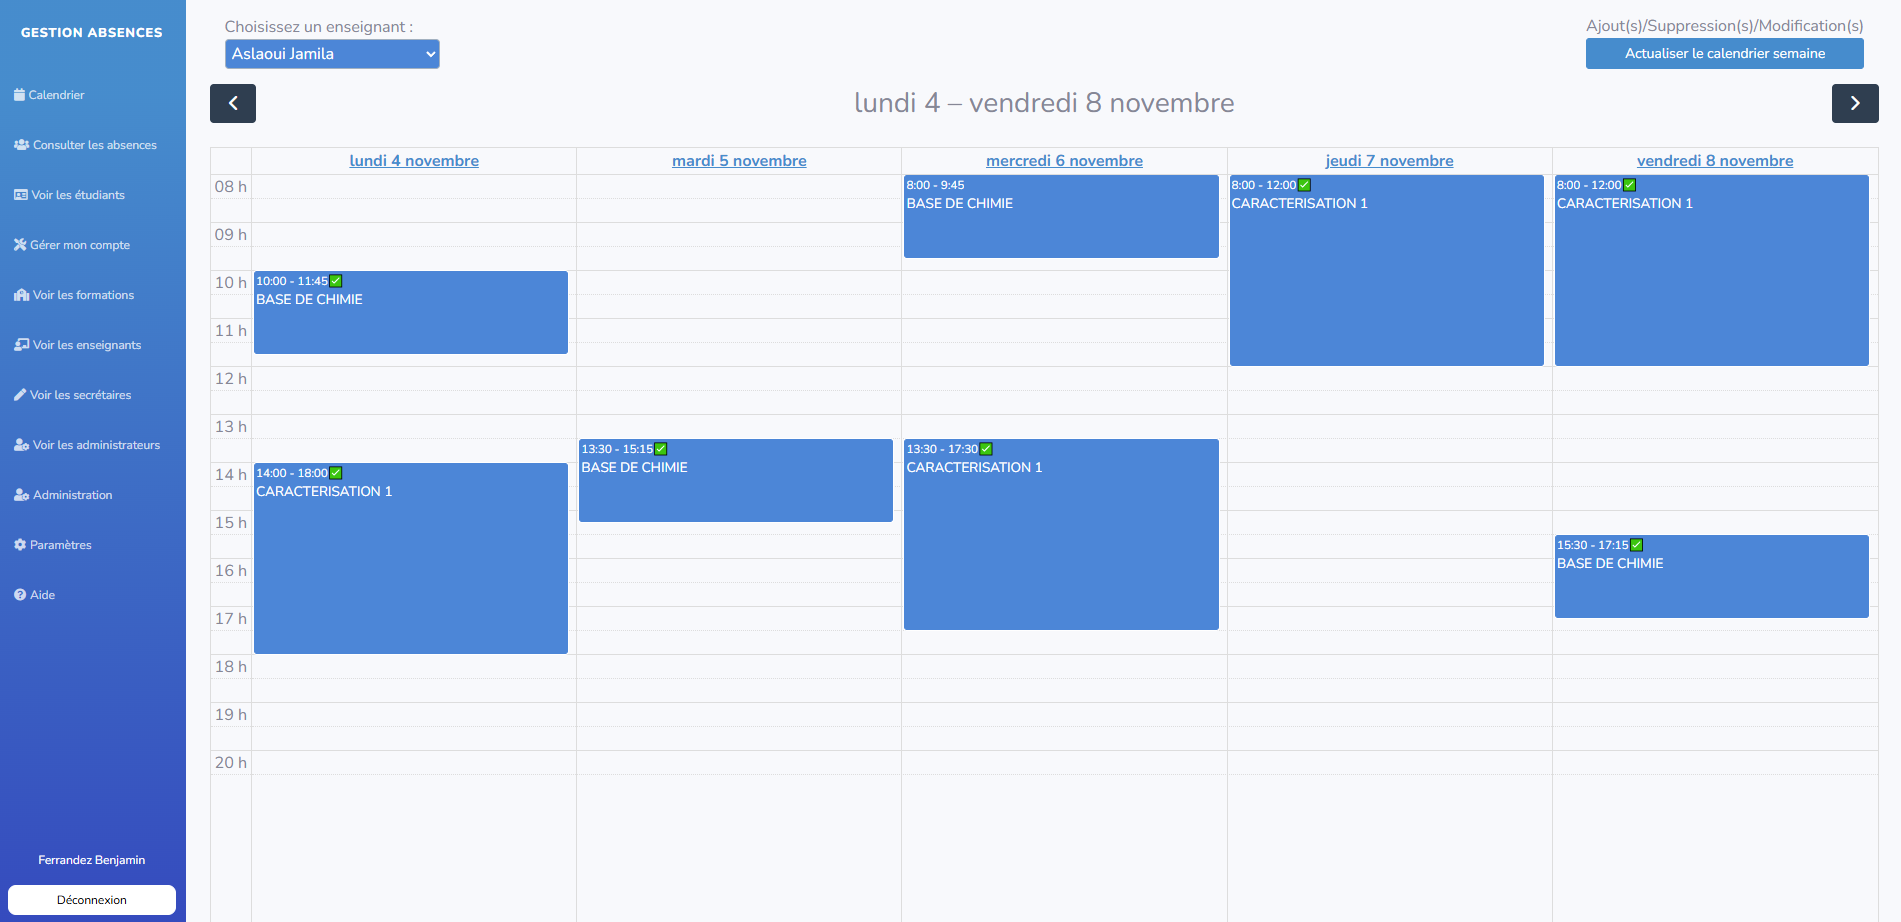 GESTION ABSENCES
Calendrier
Consulter les absences
Voir les étudiants
Gérer mon compte
Voir les formations
Voir les enseignants
Voir les secrétaires
Voir les administrateurs
Administration
Paramètres
Aide
Ferrandez Benjamin
Déconnexion
Choisissez un enseignant :
Aslaoui Jamila
Ajout(s)/Suppression(s)/Modification(s)
Actualiser le calendrier semaine
lundi 4 – vendredi 8 novembre
lundi 4 novembre
mardi 5 novembre
mercredi 6 novembre
jeudi 7 novembre
vendredi 8 novembre
08 h
09 h
10 h
11 h
12 h
13 h
14 h
15 h
16 h
17 h
18 h
19 h
20 h
10:00 - 11:45 ✅
BASE DE CHIMIE
14:00 - 18:00 ✅
CARACTERISATION 1
13:30 - 15:15 ✅
BASE DE CHIMIE
8:00 - 9:45
BASE DE CHIMIE
13:30 - 17:30 ✅
CARACTERISATION 1
8:00 - 12:00 ✅
CARACTERISATION 1
8:00 - 12:00 ✅
CARACTERISATION 1
15:30 - 17:15 ✅
BASE DE CHIMIE